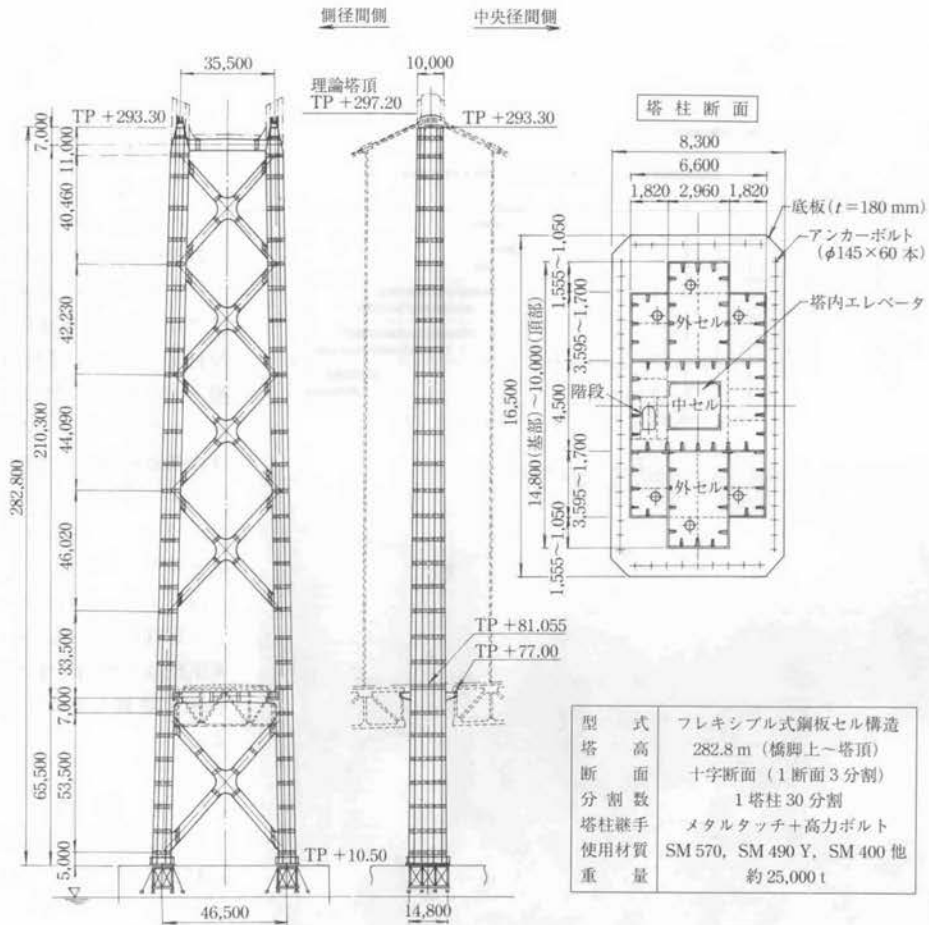 側径間側
中央径間側
35,500
10,000
理論塔頂
TP +297.20
TP +293.30
TP +293.30
7,000
11,000
40,460
42,230
44,090
46,020
33,500
7,000
53,500
5,000
210,300
65,500
282.800
TP +81.055
TP +77.00
TP +10.50
46,500
14,800
塔柱断面
8,300
6,600
1,820
2,960
1,820
底板(t=180 mm)
アンカーボルト
(φ145×60 本)
塔内エレベータ
外セル
階段
中セル
外セル
16,500
14,800(基部)~10,000(頂部)
1,555~1,050
3,595~1,700
4,500
3,595~1,700
1,555~1,050
型式 フレキシブル式鋼板セル構造
塔高 282.8 m (橋脚上~塔頂)
断面 十字断面 (1断面3分割)
分割数 1塔柱30分割
塔柱継手 メタルタッチ+高力ボルト
使用材質 SM 570, SM 490 Y, SM 400 他
重量 約 25,000 t